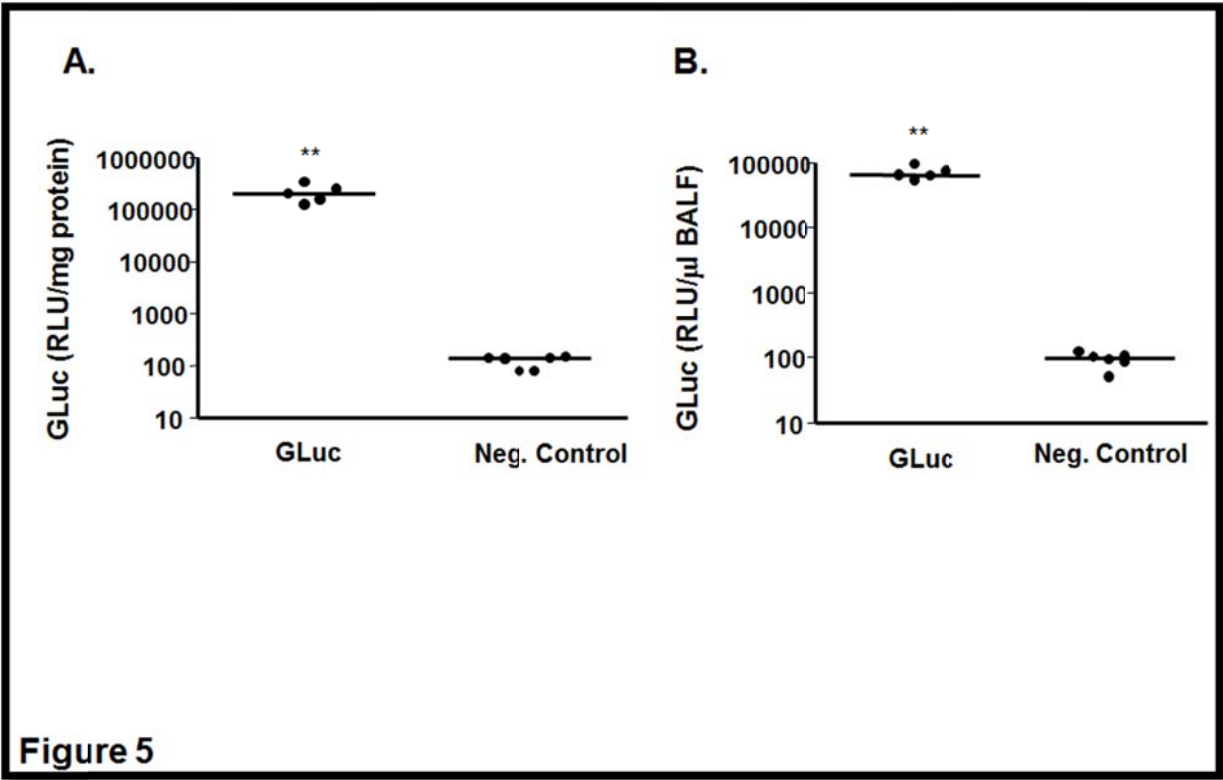 A.
GLuc (RLU/mg protein)
**
1000000
100000
10000
1000
100
10
GLuc
Neg. Control
B.
GLuc (RLU/µl BALF)
**
100000
10000
1000
100
10
GLuc
Neg. Control
Figure 5